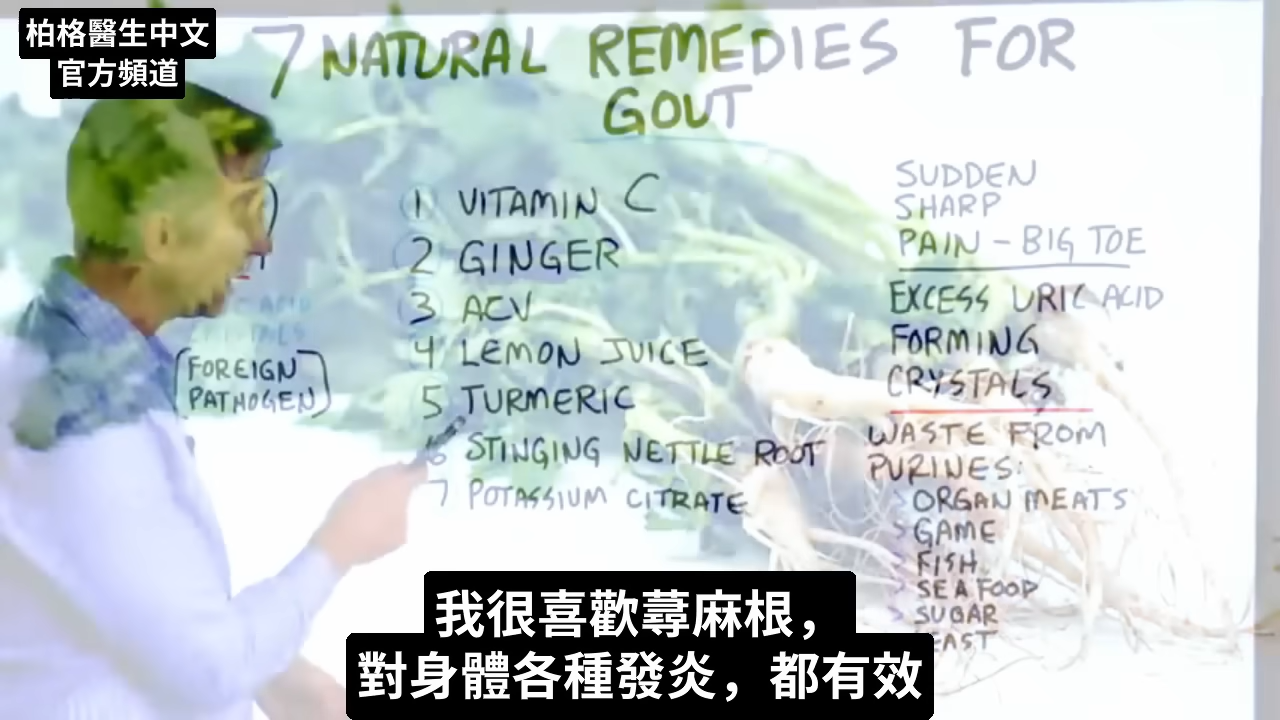 柏格醫生中文
官方頻道
7 NATURAL REMEDIES FOR
GOUT
1 VITAMIN C
2 GINGER
3 ACV
4 LEMON JUICE
5 TURMERIC
6 STINGING NETTLE ROOT
7 POTASSIUM CITRATE
(FOREIGN
PATHOGEN)
SUDDEN
SHARP
PAIN - BIG TOE
EXCESS URIC ACID
FORMING
CRYSTALS
WASTE FROM
PURINES:
> ORGAN MEATS
> GAME
> FISH
> SEAFOOD
> SUGAR
我很喜歡蕁麻根，
對身體各種發炎，都有效